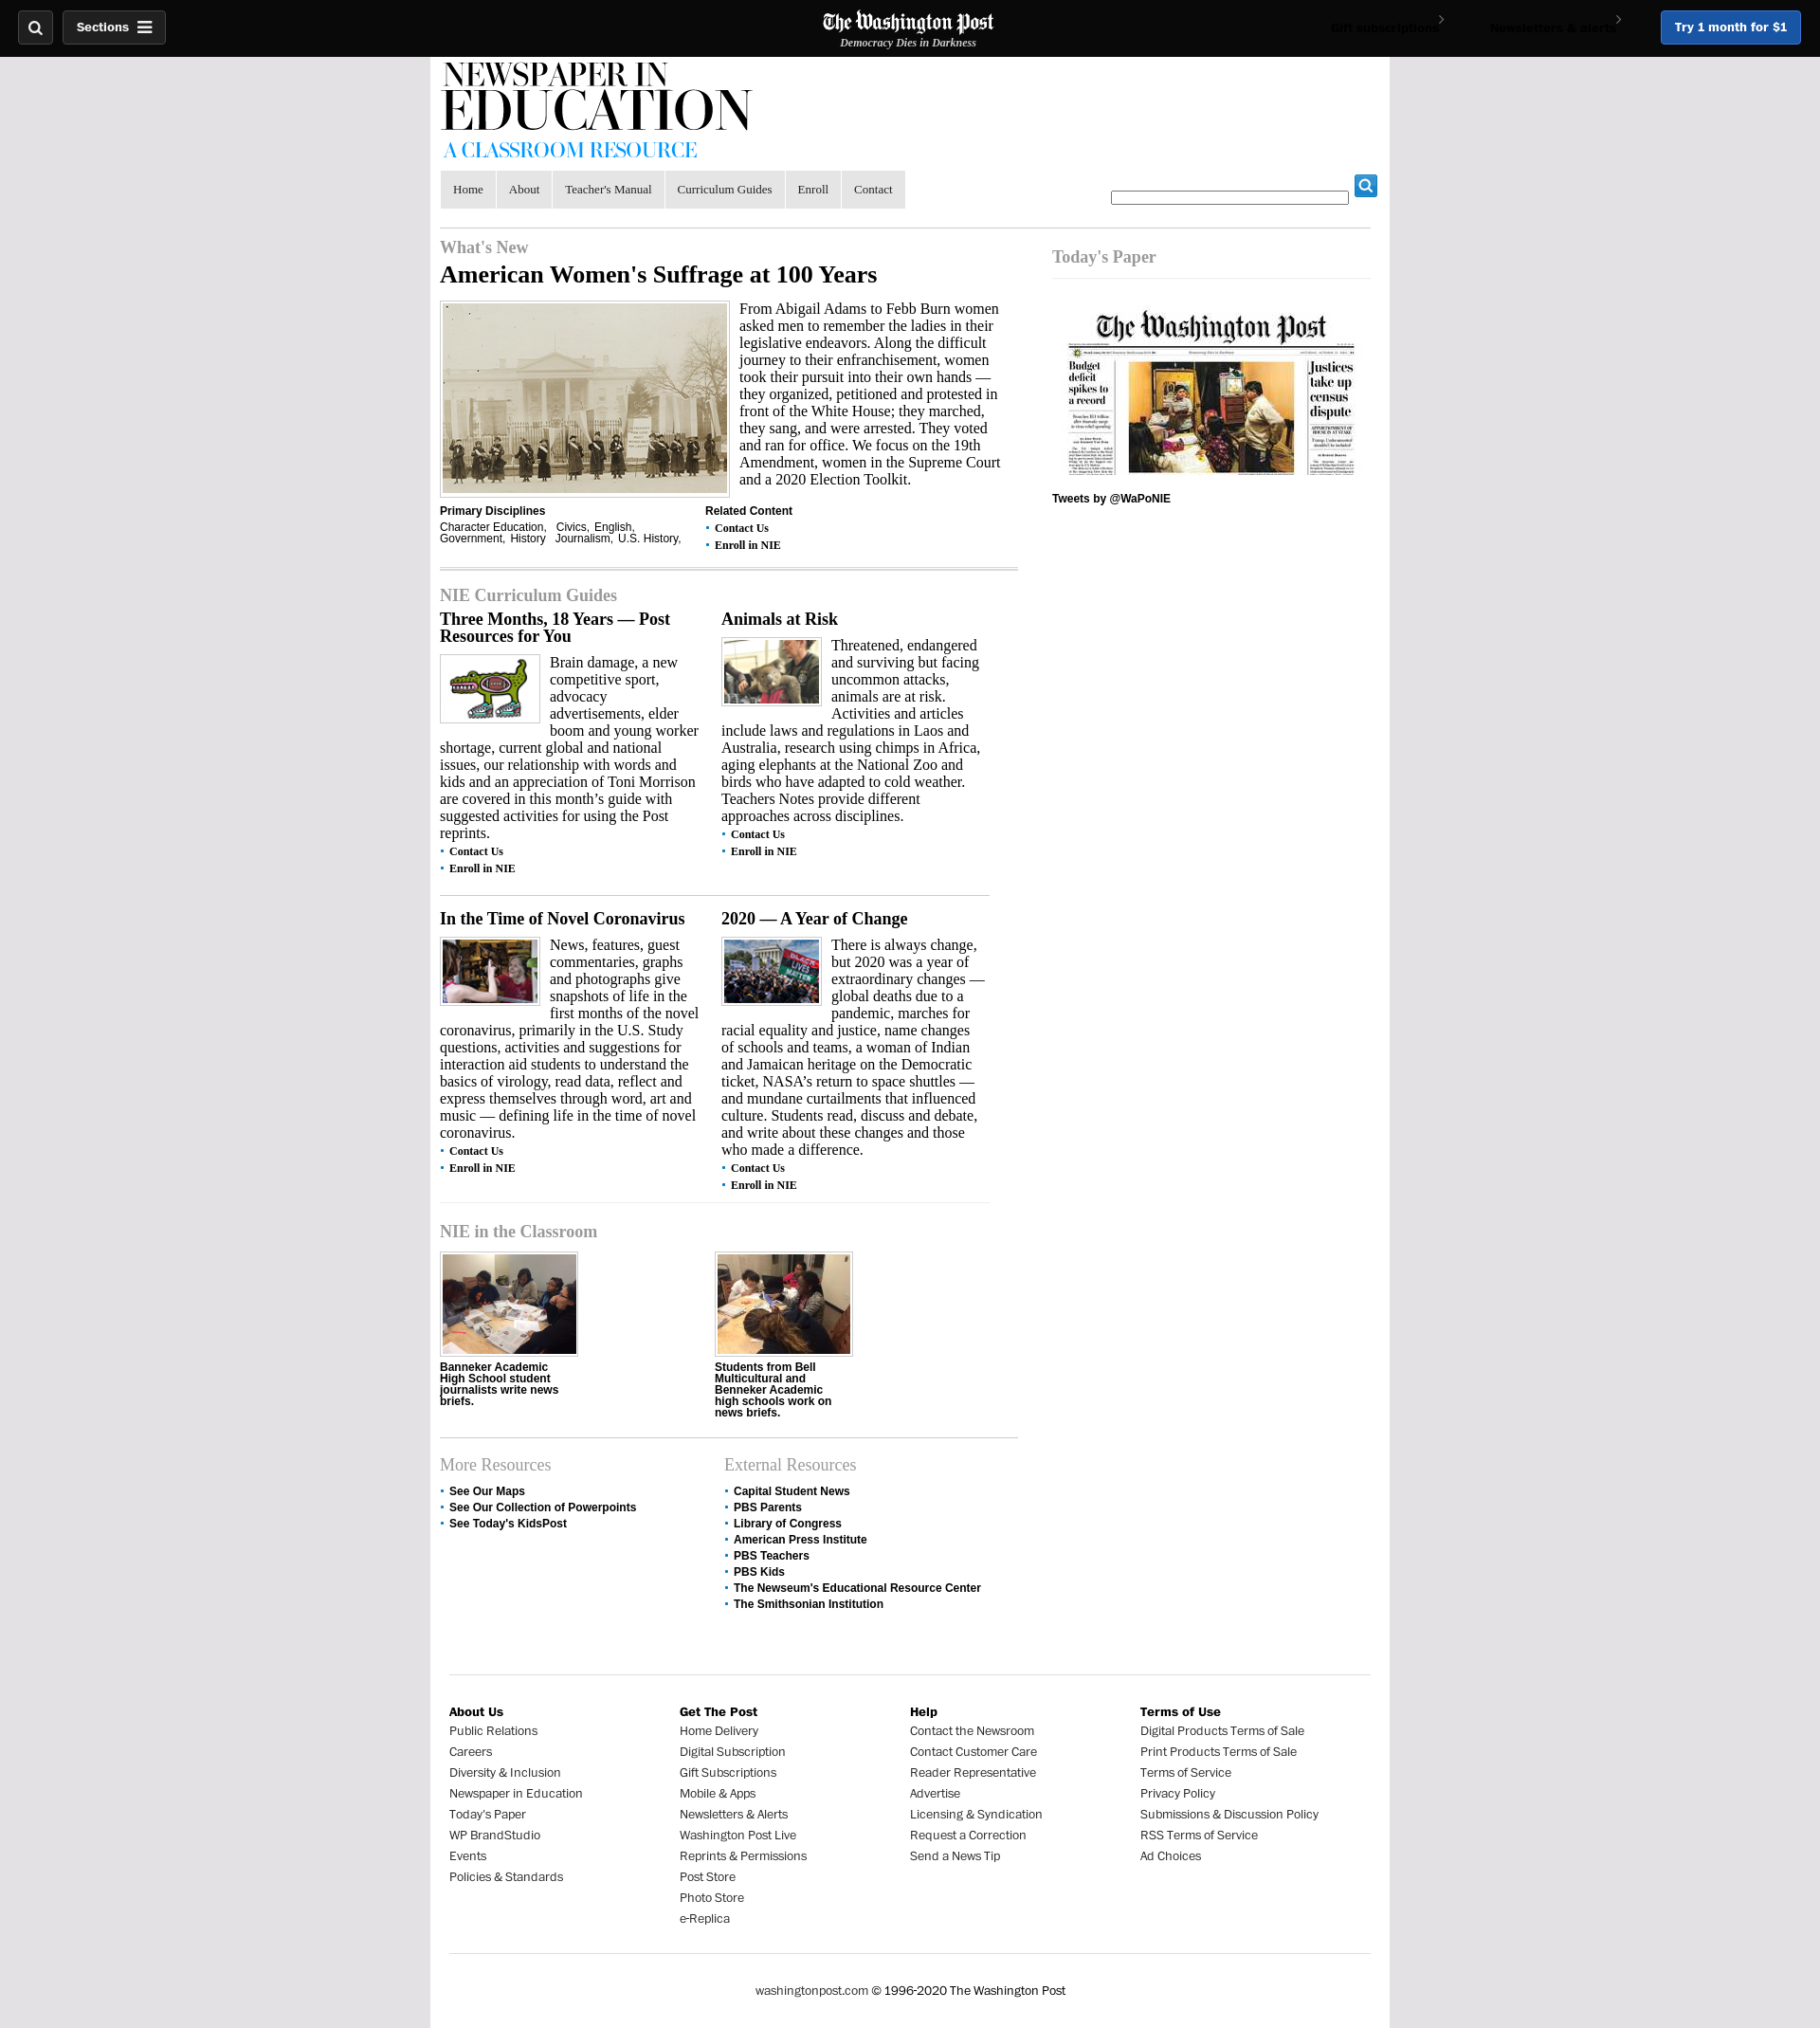 Sections
The Washington Post
Democracy Dies in Darkness
Gift subscriptions
Newsletters & alerts
Try 1 month for $1
NEWSPAPER IN
EDUCATION
A CLASSROOM RESOURCE
Home
About
Teacher's Manual
Curriculum Guides
Enroll
Contact
What's New
American Women's Suffrage at 100 Years
From Abigail Adams to Febb Burn women
asked men to remember the ladies in their
legislative endeavors. Along the difficult
journey to their enfranchisement, women
took their pursuit into their own hands —
they organized, petitioned and protested in
front of the White House; they marched,
they sang, and were arrested. They voted
and ran for office. We focus on the 19th
Amendment, women in the Supreme Court
and a 2020 Election Toolkit.
Primary Disciplines
Character Education, Civics, English,
Government, History Journalism, U.S. History,
Related Content
Contact Us
Enroll in NIE
Today's Paper
The Washington Post
Budget
deficit
spikes to
a record
Justices
take up
census
dispute
Tweets by @WaPoNIE
NIE Curriculum Guides
Three Months, 18 Years — Post
Resources for You
Brain damage, a new
competitive sport,
advocacy
advertisements, elder
boom and young worker
shortage, current global and national
issues, our relationship with words and
kids and an appreciation of Toni Morrison
are covered in this month’s guide with
suggested activities for using the Post
reprints.
Contact Us
Enroll in NIE
Animals at Risk
Threatened, endangered
and surviving but facing
uncommon attacks,
animals are at risk.
Activities and articles
include laws and regulations in Laos and
Australia, research using chimps in Africa,
aging elephants at the National Zoo and
birds who have adapted to cold weather.
Teachers Notes provide different
approaches across disciplines.
Contact Us
Enroll in NIE
In the Time of Novel Coronavirus
News, features, guest
commentaries, graphs
and photographs give
snapshots of life in the
first months of the novel
coronavirus, primarily in the U.S. Study
questions, activities and suggestions for
interaction aid students to understand the
basics of virology, read data, reflect and
express themselves through word, art and
music — defining life in the time of novel
coronavirus.
Contact Us
Enroll in NIE
2020 — A Year of Change
BLACK
LIVES
MATTER
There is always change,
but 2020 was a year of
extraordinary changes —
global deaths due to a
pandemic, marches for
racial equality and justice, name changes
of schools and teams, a woman of Indian
and Jamaican heritage on the Democratic
ticket, NASA’s return to space shuttles —
and mundane curtailments that influenced
culture. Students read, discuss and debate,
and write about these changes and those
who made a difference.
Contact Us
Enroll in NIE
NIE in the Classroom
Banneker Academic
High School student
journalists write news
briefs.
Students from Bell
Multicultural and
Benneker Academic
high schools work on
news briefs.
More Resources
See Our Maps
See Our Collection of Powerpoints
See Today's KidsPost
External Resources
Capital Student News
PBS Parents
Library of Congress
American Press Institute
PBS Teachers
PBS Kids
The Newseum's Educational Resource Center
The Smithsonian Institution
About Us
Public Relations
Careers
Diversity & Inclusion
Newspaper in Education
Today's Paper
WP BrandStudio
Events
Policies & Standards
Get The Post
Home Delivery
Digital Subscription
Gift Subscriptions
Mobile & Apps
Newsletters & Alerts
Washington Post Live
Reprints & Permissions
Post Store
Photo Store
e-Replica
Help
Contact the Newsroom
Contact Customer Care
Reader Representative
Advertise
Licensing & Syndication
Request a Correction
Send a News Tip
Terms of Use
Digital Products Terms of Sale
Print Products Terms of Sale
Terms of Service
Privacy Policy
Submissions & Discussion Policy
RSS Terms of Service
Ad Choices
washingtonpost.com © 1996-2020 The Washington Post